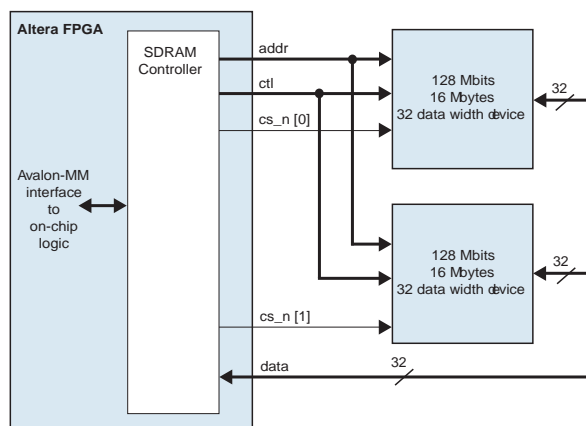 Altera FPGA
SDRAM
Controller
addr
ctl
cs_n [0]
128 Mbits
16 Mbytes
32 data width device
32
Avalon-MM
interface
to
on-chip
logic
128 Mbits
16 Mbytes
32 data width device
32
cs_n [1]
data
32